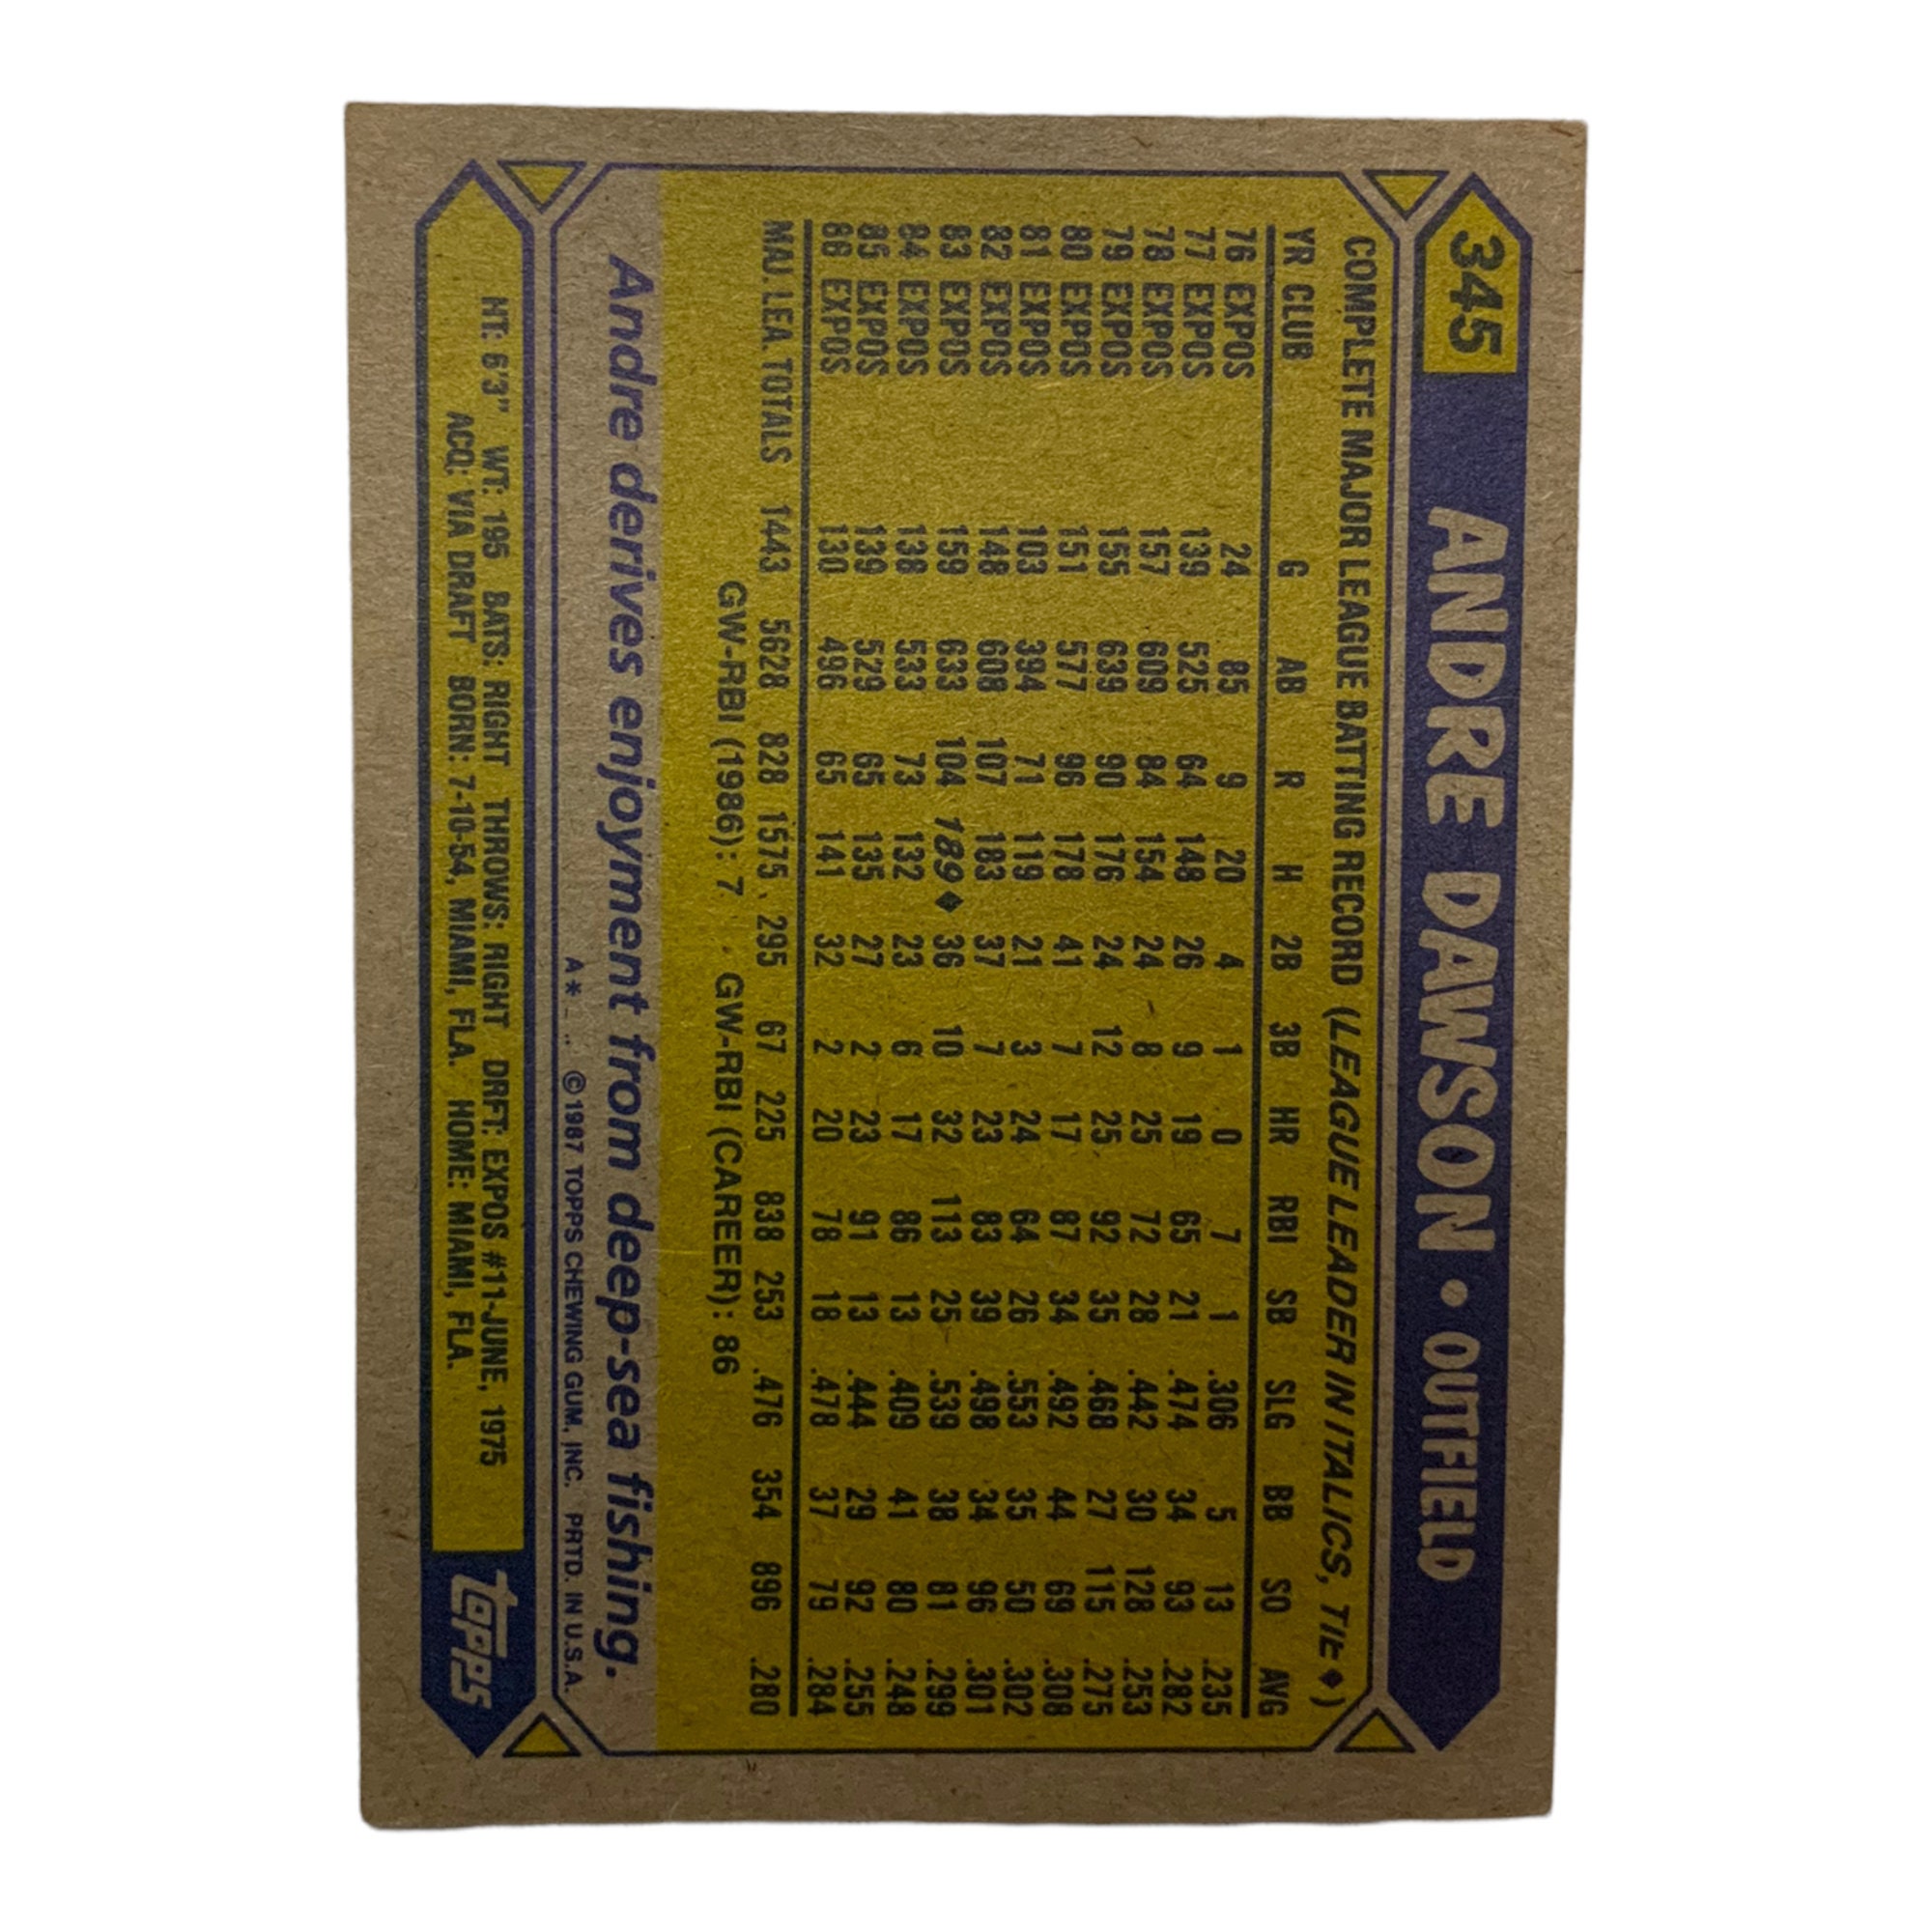 345 ANDRE DAWSON • OUTFIELD
COMPLETE MAJOR LEAGUE BATTING RECORD (LEAGUE LEADER IN ITALICS, TIE ♦)
YR CLUB G AB R H 2B 3B HR RBI SB SLG BB SO AVG
76 EXPOS 24 85 9 20 4 1 0 7 1 .306 5 13 .235
77 EXPOS 139 525 64 148 26 9 19 65 21 .474 34 93 .282
78 EXPOS 157 609 84 154 24 8 25 72 28 .442 30 128 .253
79 EXPOS 155 639 90 176 24 12 25 92 35 .468 27 115 .275
80 EXPOS 151 577 96 178 41 7 17 87 34 .492 44 69 .308
81 EXPOS 103 394 71 119 21 3 24 64 26 .553 35 50 .302
82 EXPOS 148 608 107 183 37 7 23 83 39 .498 34 96 .301
83 EXPOS 159 633 104 189♦ 36 10 32 113 25 .539 38 81 .299
84 EXPOS 138 533 73 132 23 6 17 86 13 .409 41 80 .248
85 EXPOS 139 529 65 135 27 2 23 91 13 .444 29 92 .255
86 EXPOS 130 496 65 141 32 2 20 78 18 .478 37 79 .284
MAJ. LEA. TOTALS 1443 5628 828 1575 295 67 225 838 253 .476 354 896 .280
GW-RBI (1986): 7 GW-RBI (CAREER): 86
Andre derives enjoyment from deep-sea fishing.
A* © 1987 TOPPS CHEWING GUM, INC. PRTD. IN U.S.A.
HT: 6'3" WT: 195 BATS: RIGHT THROWS: RIGHT DRFT: EXPOS #11-JUNE, 1975
ACQ: VIA DRAFT BORN: 7-10-54, MIAMI, FLA. HOME: MIAMI, FLA.
topps